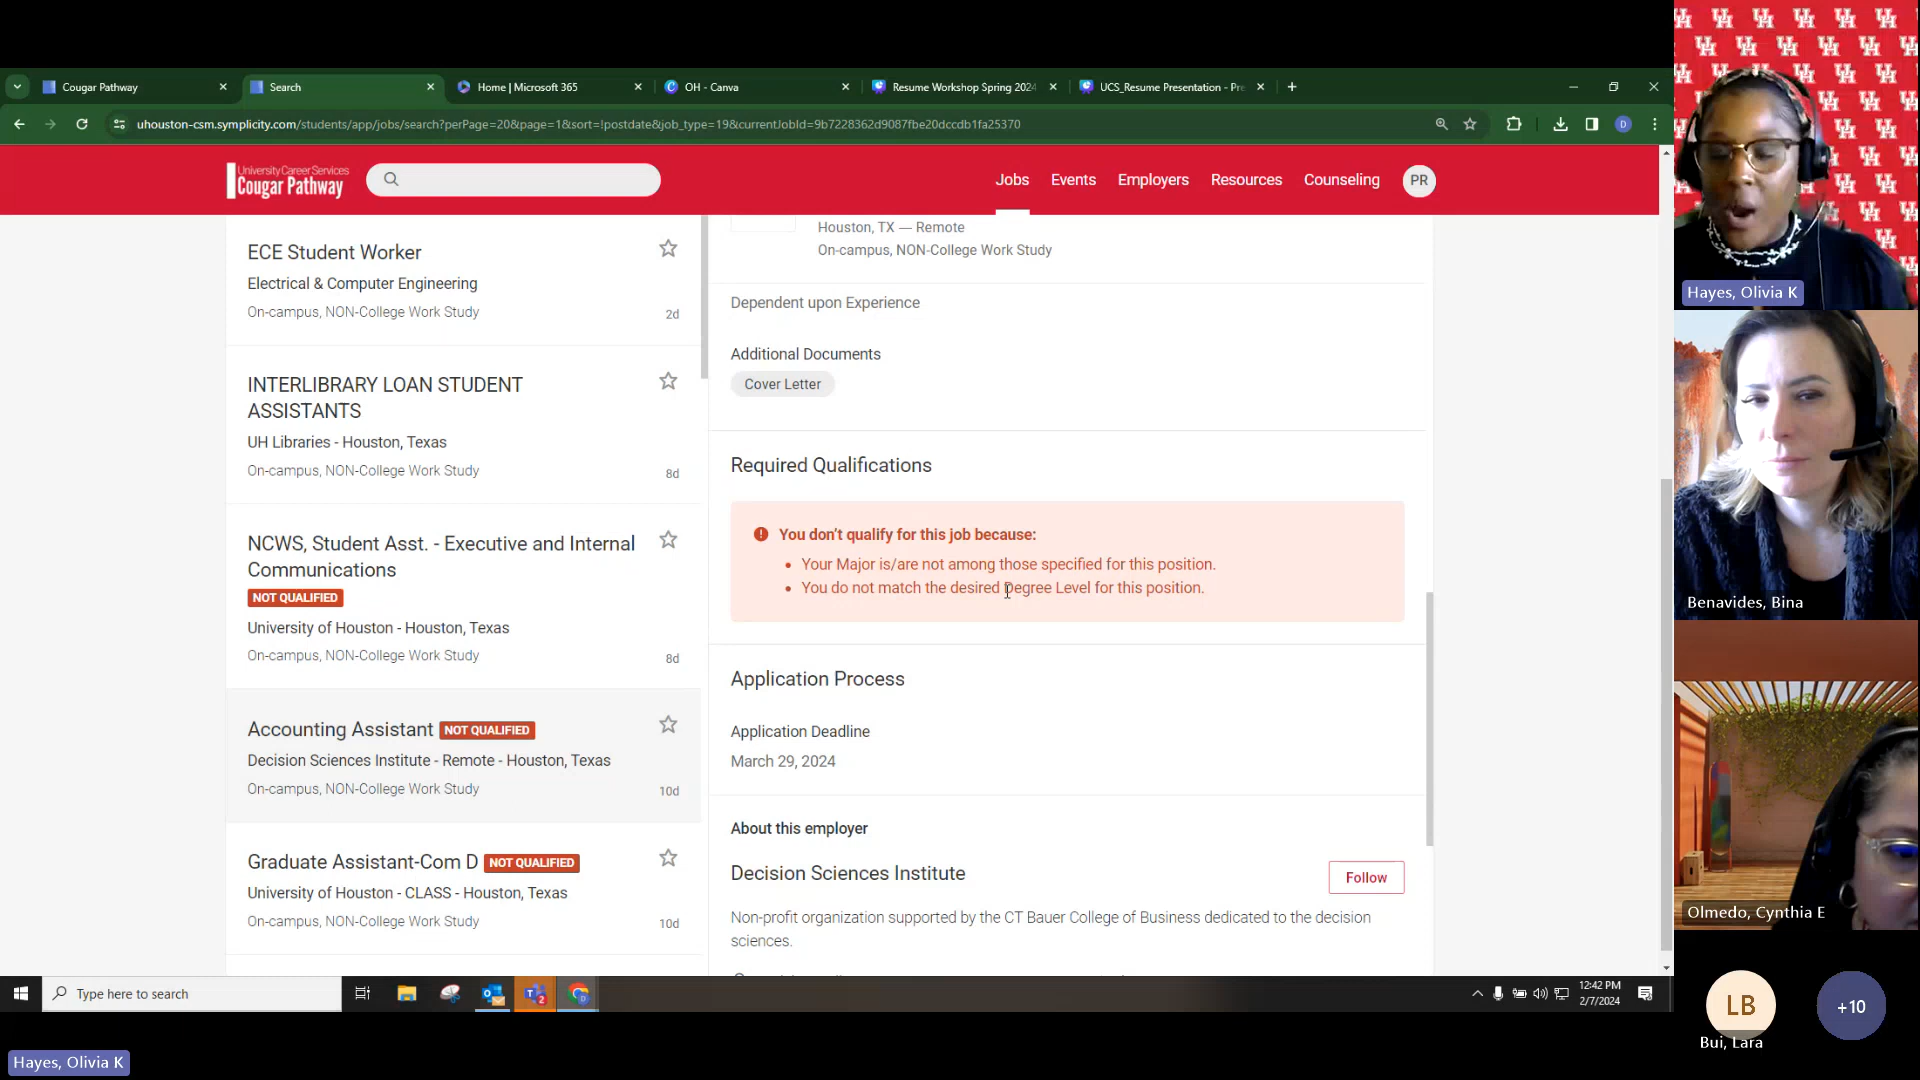 Cougar Pathway
Search
Home | Microsoft 365
OH - Canva
Resume Workshop Spring 2024
UCS_Resume Presentation - Pre
uhouston-csm.symplicity.com/students/app/jobs/search?perPage=20&page=1&sort=!postdate&job_type=19&currentJobId=9b7228362d9087fbe20dccdb1fa25370
D
University Career Services
Cougar Pathway
Jobs
Events
Employers
Resources
Counseling
PR
ECE Student Worker
Electrical & Computer Engineering
On-campus, NON-College Work Study
2d
INTERLIBRARY LOAN STUDENT
ASSISTANTS
UH Libraries - Houston, Texas
On-campus, NON-College Work Study
8d
NCWS, Student Asst. - Executive and Internal
Communications
NOT QUALIFIED
University of Houston - Houston, Texas
On-campus, NON-College Work Study
8d
Accounting Assistant NOT QUALIFIED
Decision Sciences Institute - Remote - Houston, Texas
On-campus, NON-College Work Study
10d
Graduate Assistant-Com D NOT QUALIFIED
University of Houston - CLASS - Houston, Texas
On-campus, NON-College Work Study
10d
Houston, TX — Remote
On-campus, NON-College Work Study
Dependent upon Experience
Additional Documents
Cover Letter
Required Qualifications
You don't qualify for this job because:
Your Major is/are not among those specified for this position.
You do not match the desired Degree Level for this position.
Application Process
Application Deadline
March 29, 2024
About this employer
Decision Sciences Institute
Follow
Non-profit organization supported by the CT Bauer College of Business dedicated to the decision
sciences.
Type here to search
12:42 PM
2/7/2024
Hayes, Olivia K
Benavides, Bina
Olmedo, Cynthia E
LB
Bui, Lara
+10
Hayes, Olivia K